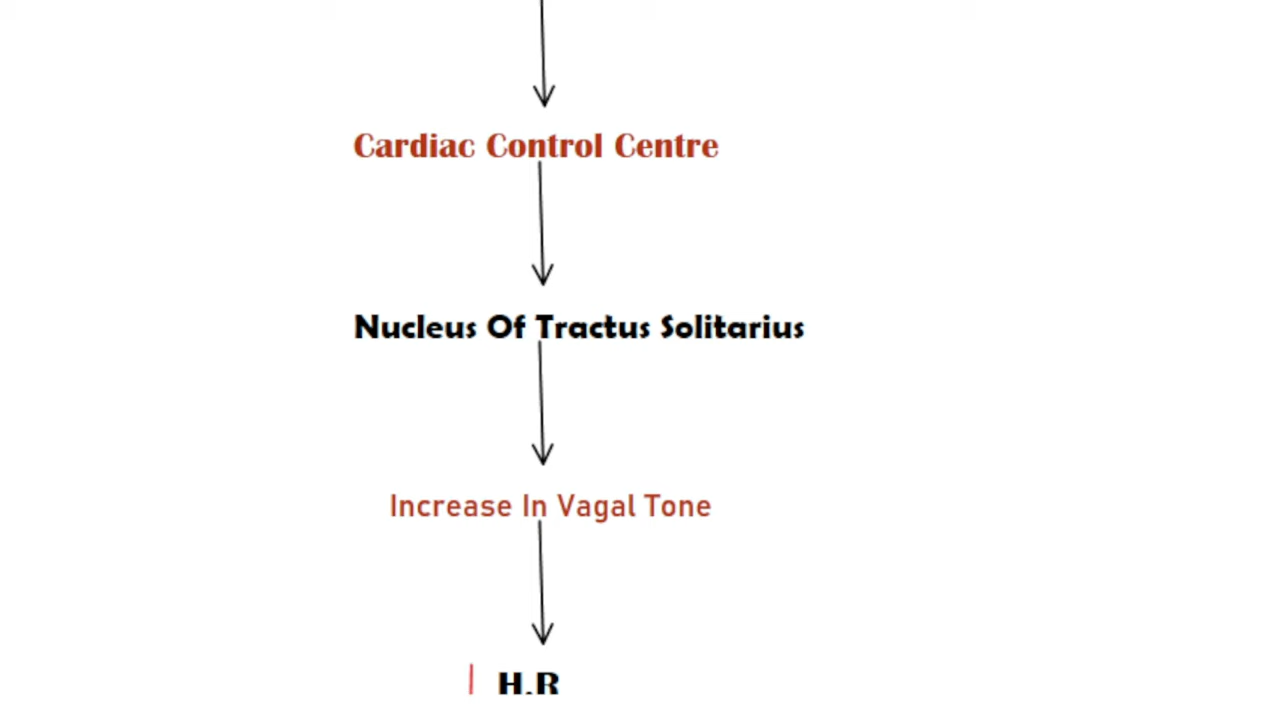 Cardiac Control Centre
Nucleus Of Tractus Solitarius
Increase In Vagal Tone
H.R